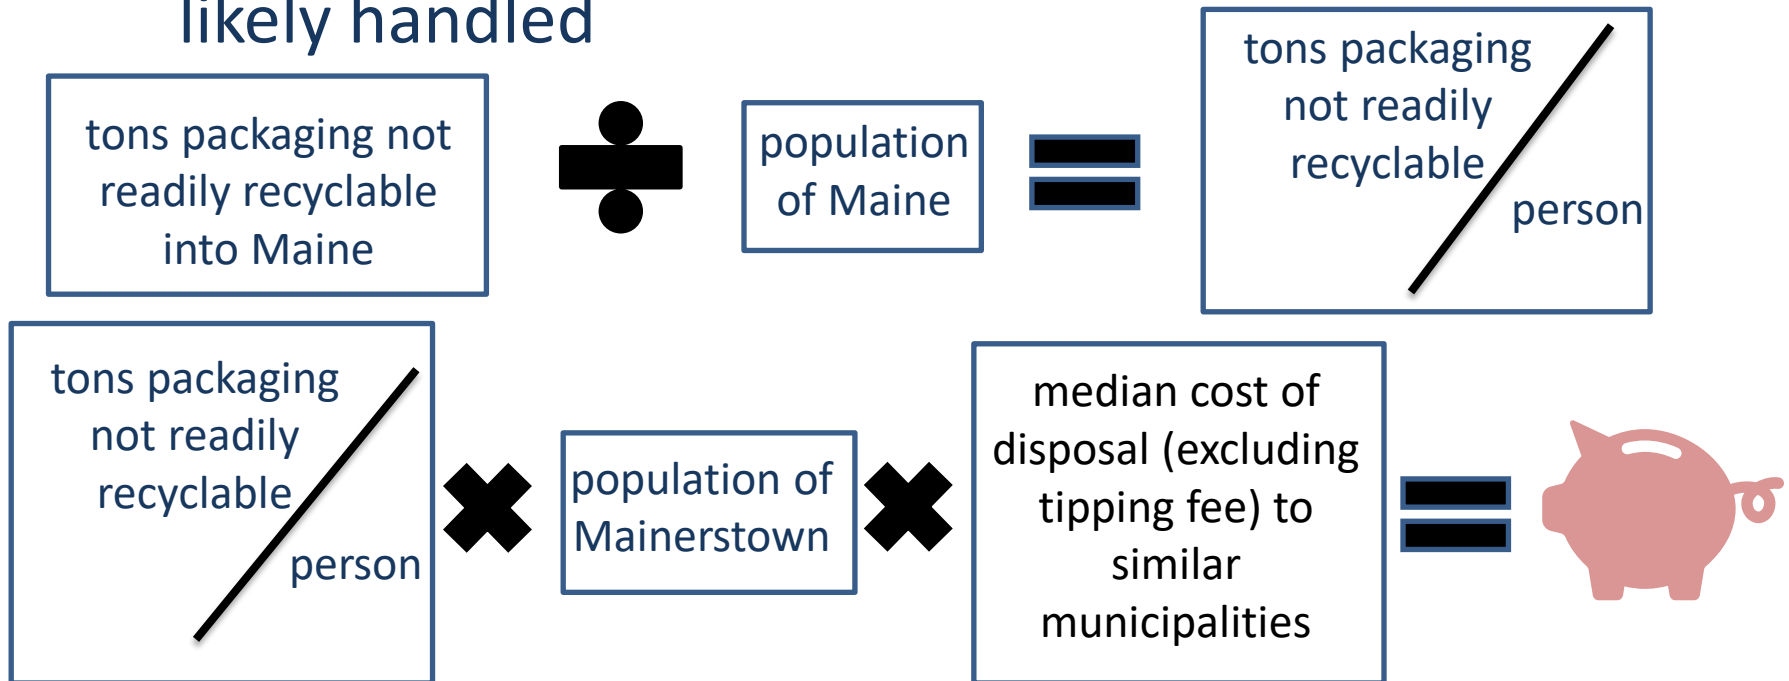 likely handled
tons packaging not
readily recyclable
into Maine
population
of Maine
tons packaging
not readily
recyclable
person
tons packaging
not readily
recyclable
person
population of
Mainerstown
median cost of
disposal (excluding
tipping fee) to
similar
municipalities